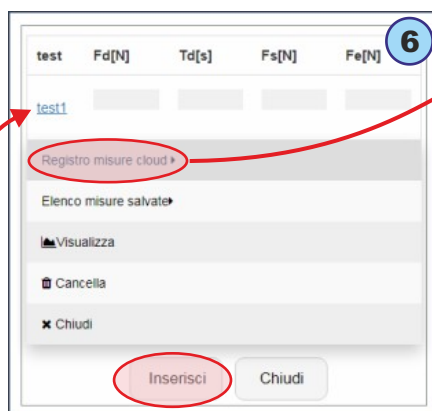 6
test Fd[N] Td[s] Fs[N] Fe[N]
test1
Registro misure cloud
Elenco misure salvate
Visualizza
Cancella
Chiudi
Inserisci Chiudi